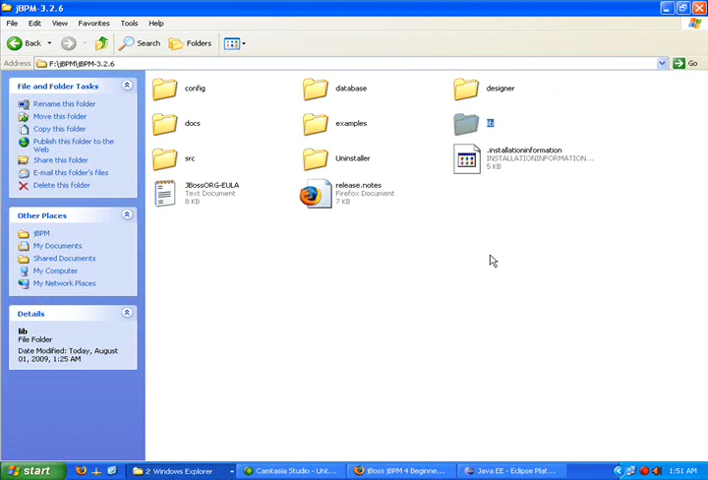 jBPM-3.2.6
File Edit View Favorites Tools Help
Back Search Folders
Address F:\jBPM\jBPM-3.2.6 Go
File and Folder Tasks
Rename this folder
Move this folder
Copy this folder
Publish this folder to the
Web
Share this folder
E-mail this folder's files
Delete this folder
Other Places
jBPM
My Documents
Shared Documents
My Computer
My Network Places
Details
lib
File Folder
Date Modified: Today, August
01, 2009, 1:25 AM
config database designer
docs examples lib
src Uninstaller .installationinformation
INSTALLATIONINFORMATION...
5 KB
JBossORG-EULA
Text Document
8 KB
release.notes
Firefox Document
7 KB
start 2 Windows Explorer Camtasia Studio - Unt... jBoss jBPM 4 Beginne... Java EE - Eclipse Plat... 1:51 AM